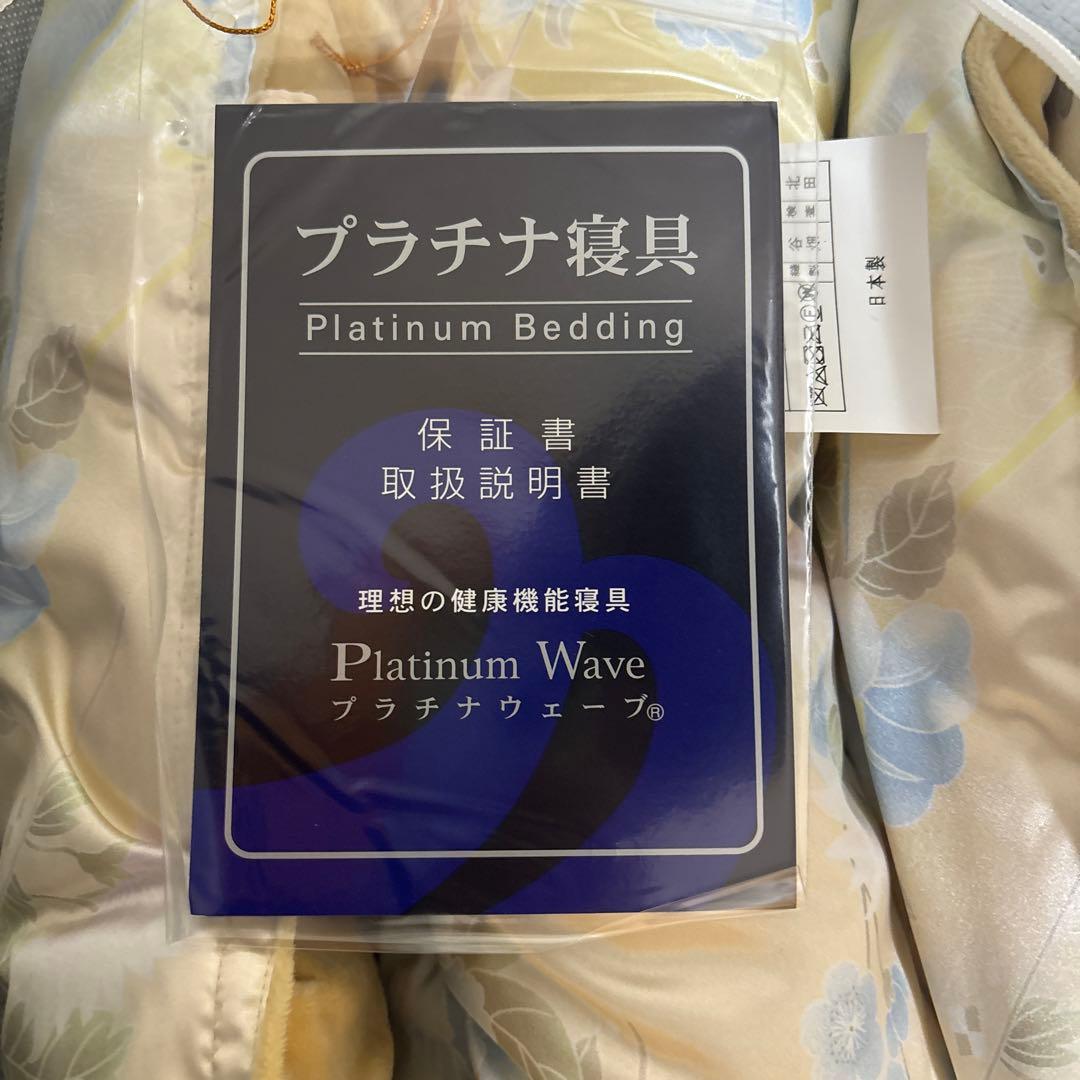 プラチナ寝具
Platinum Bedding
保証書
取扱説明書
理想の健康機能寝具
Platinum Wave
プラチナウェーブ®
日本製